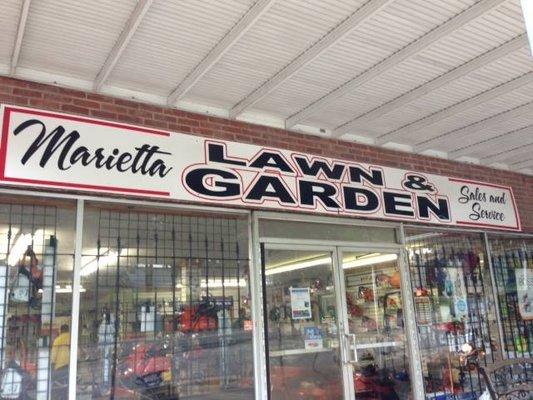 Marietta
LAWN &
GARDEN
Sales and
Service